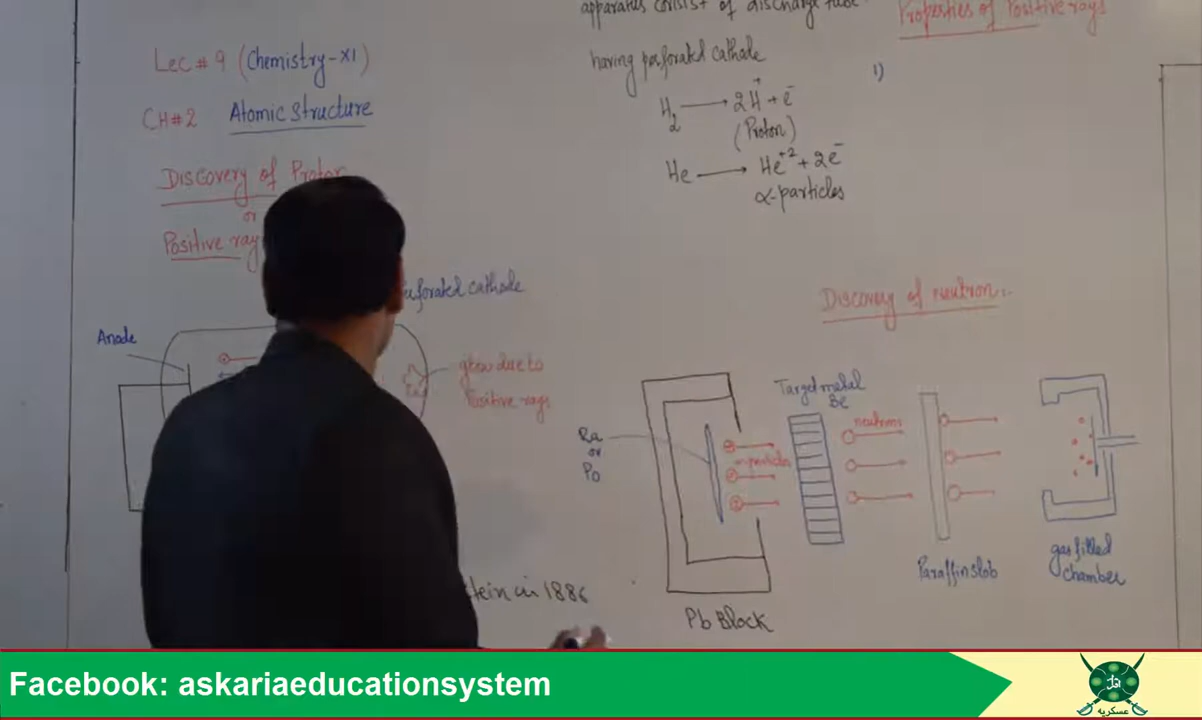 Lec # 9 (Chemistry-XI)
CH#2 Atomic Structure
Discovery of Proton
or
Positive ray
Perforated cathode
Anode
glow due to
Positive rays
stein in 1886
apparatus consist of discharge tube
having perforated cathode
H2 → 2H+ + e-
(Proton)
He → He+2 + 2e-
α-particles
Properties of Positive rays
1)
Discovery of neutron:-
Ra
or
Po
α-particles
Pb Block
Target metal
Be
neutrons
Paraffin slab
gas filled
chamber
Facebook: askariaeducationsystem
عسکریہ